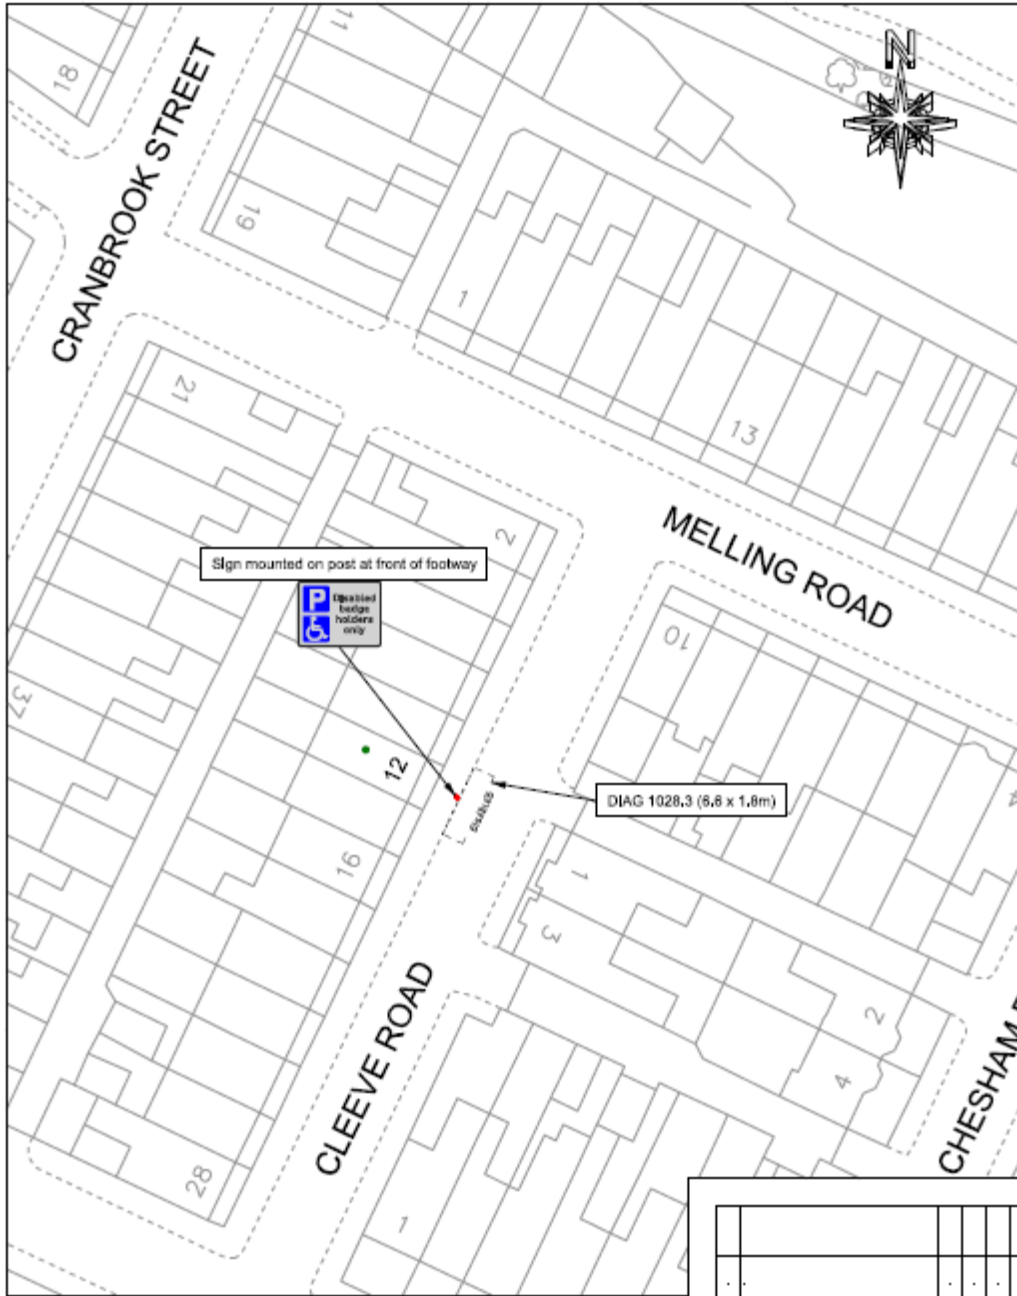 11
18
CRANBROOK STREET
N
19
1
21
13
2
MELLING ROAD
Sign mounted on post at front of footway
P
Disabled
badge
holders
only
10
37
12
DISABLED
DIAG 1028.3 (6.6 x 1.8m)
4
16
1
3
CLEEVE ROAD
2
4
CHESHAM
28
1